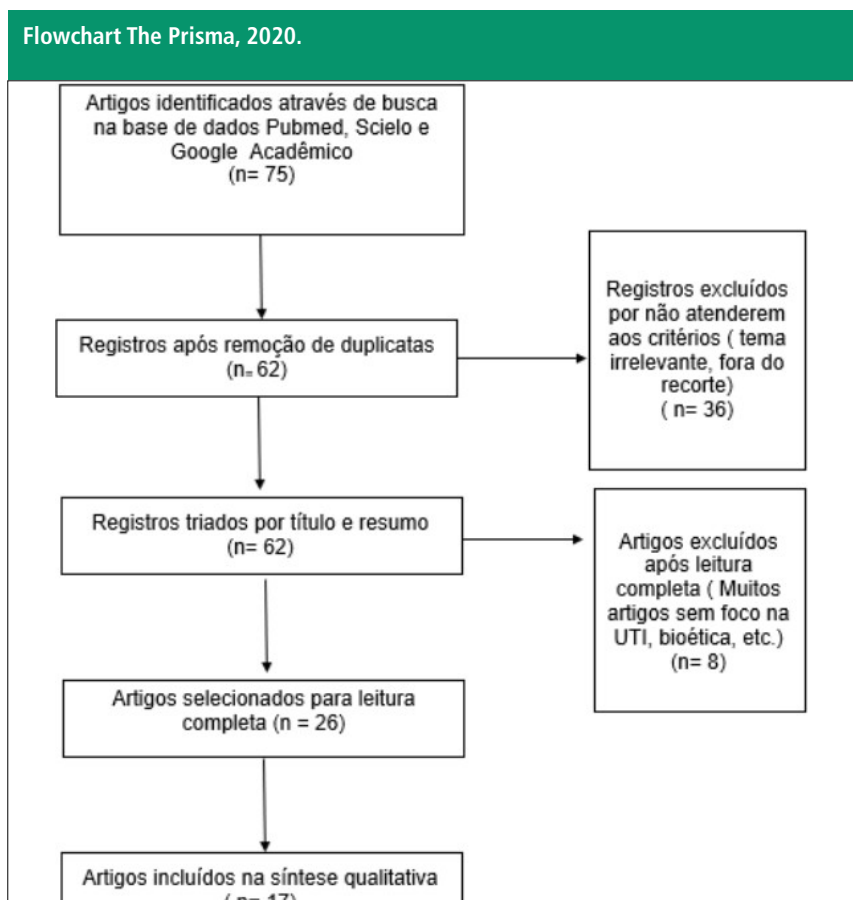 Flowchart The Prisma, 2020.
Artigos identificados através de busca
na base de dados Pubmed, Scielo e
Google Acadêmico
(n= 75)
Registros excluídos
por não atenderem
aos critérios ( tema
irrelevante, fora do
recorte)
( n= 36)
Registros após remoção de duplicatas
(n= 62)
Registros triados por título e resumo
(n= 62)
Artigos excluídos
após leitura
completa ( Muitos
artigos sem foco na
UTI, bioética, etc.)
(n= 8)
Artigos selecionados para leitura
completa (n = 26)
Artigos incluídos na síntese qualitativa
( n= 17)